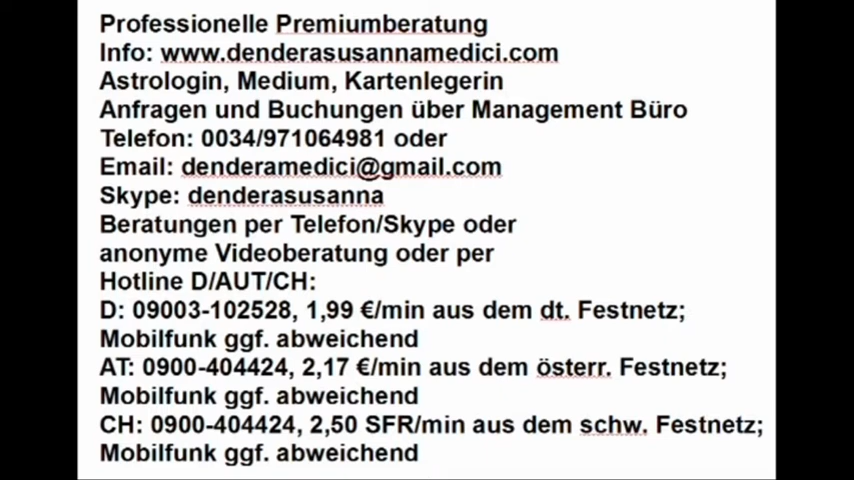 Professionelle Premiumberatung
Info: www.denderasusannamedici.com
Astrologin, Medium, Kartenlegerin
Anfragen und Buchungen über Management Büro
Telefon: 0034/971064981 oder
Email: denderamedici@gmail.com
Skype: denderasusanna
Beratungen per Telefon/Skype oder
anonyme Videoberatung oder per
Hotline D/AUT/CH:
D: 09003-102528, 1,99 €/min aus dem dt. Festnetz;
Mobilfunk ggf. abweichend
AT: 0900-404424, 2,17 €/min aus dem österr. Festnetz;
Mobilfunk ggf. abweichend
CH: 0900-404424, 2,50 SFR/min aus dem schw. Festnetz;
Mobilfunk ggf. abweichend